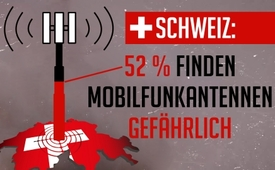 SCHWEIZ:
52 % FINDEN
MOBILFUNKANTENNEN
GEFÄHRLICH